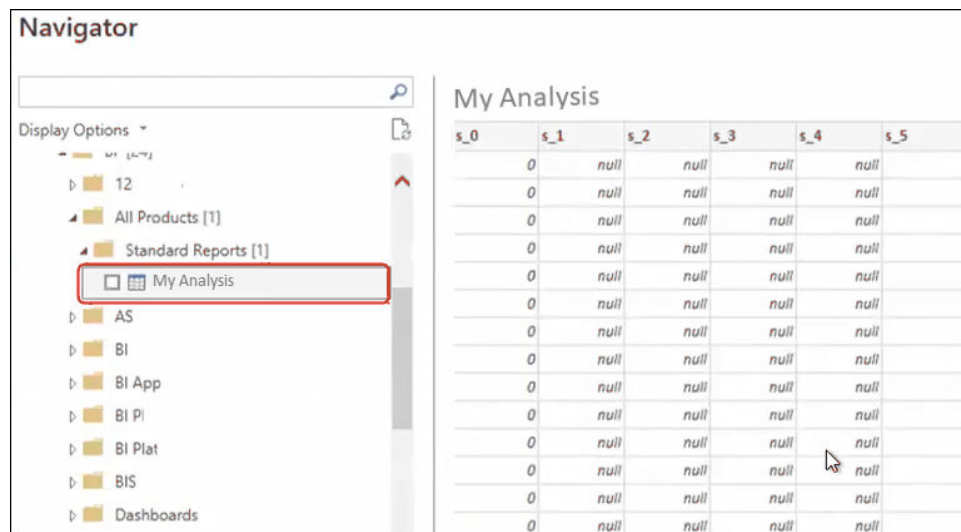 Navigator
Display Options
12
All Products [1]
Standard Reports [1]
My Analysis
AS
BI
BI App
BI Pl
BI Plat
BIS
Dashboards
My Analysis
s_0 s_1 s_2 s_3 s_4 s_5
0 null null null null
0 null null null null
0 null null null null
0 null null null null
0 null null null null
0 null null null null
0 null null null null
0 null null null null
0 null null null null
0 null null null null
0 null null null null
0 null null null null
0 null null null null
0 null null null null